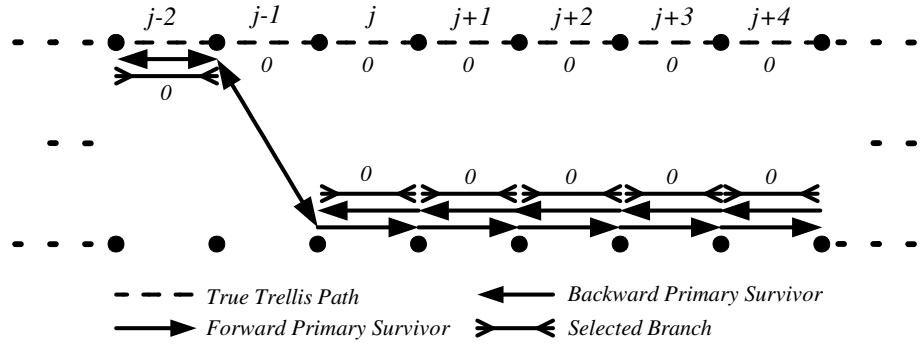 j-2 j-1 j j+1 j+2 j+3 j+4
0 0 0 0 0 0
0
0 0 0 0 0
True Trellis Path Backward Primary Survivor
Forward Primary Survivor Selected Branch